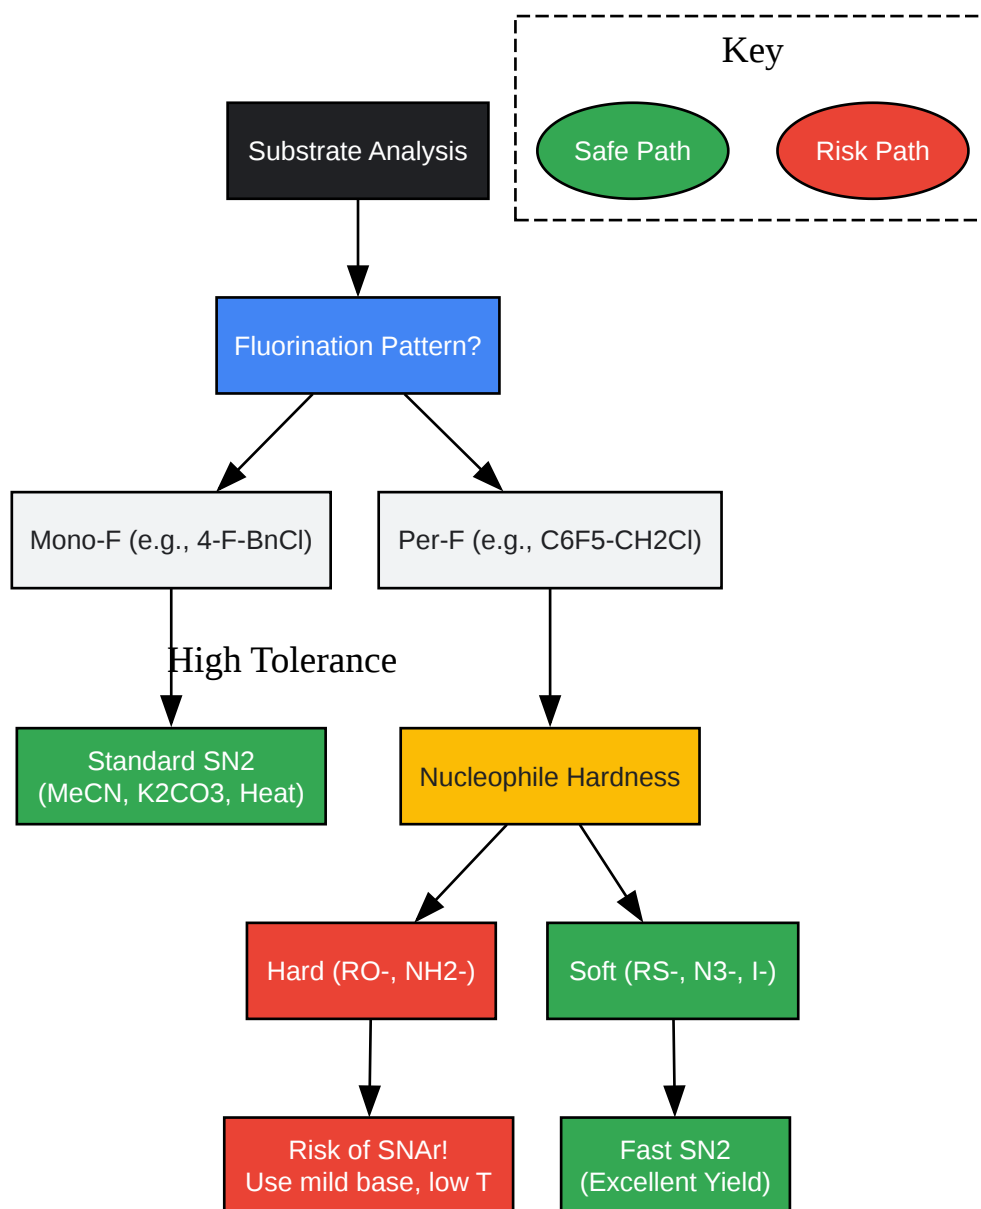 Key
Safe Path
Risk Path
Substrate Analysis
Fluorination Pattern?
Mono-F (e.g., 4-F-BnCl)
Per-F (e.g., C6F5-CH2Cl)
High Tolerance
Standard SN2
(MeCN, K2CO3, Heat)
Nucleophile Hardness
Hard (RO-, NH2-)
Soft (RS-, N3-, I-)
Risk of SNAr!
Use mild base, low T
Fast SN2
(Excellent Yield)